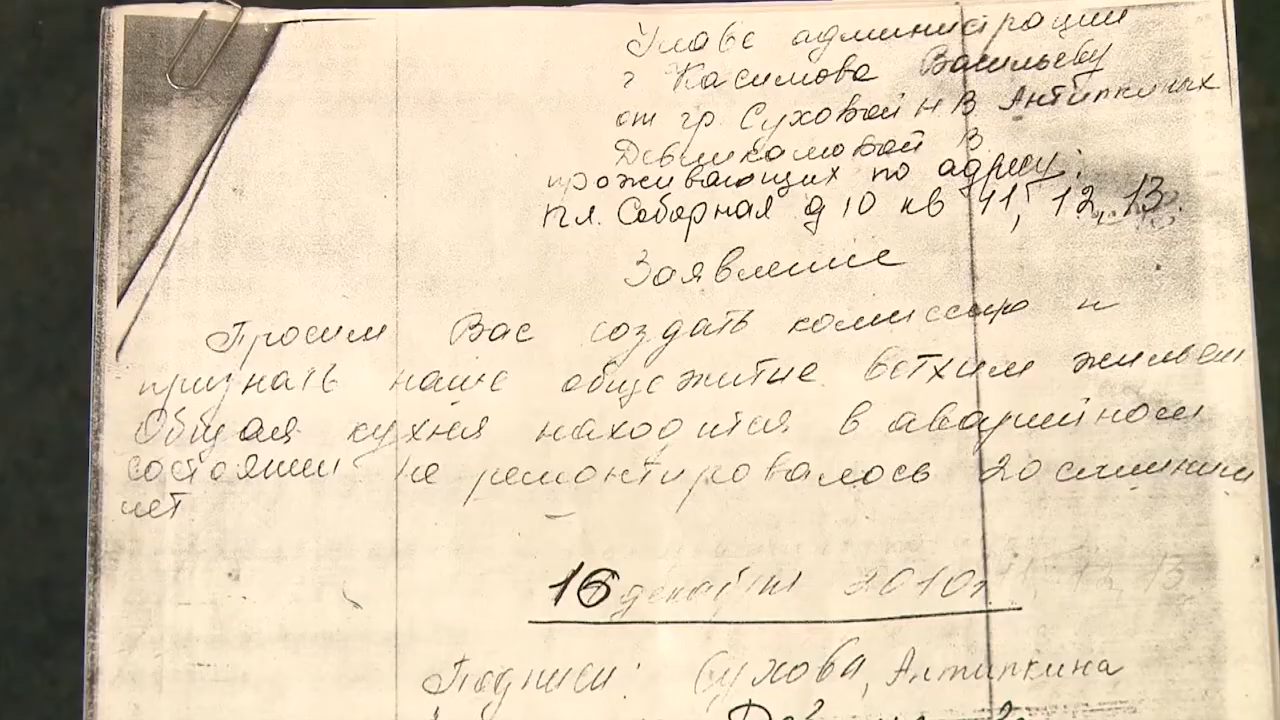 Главе администрации
г Касимова Васильеву
от гр. Суховой Н. В Антипкиных
В
проживающих по адресу:
пл. Соборная д 10 кв 11, 12, 13.
Заявление
Просим Вас создать комиссию и
признать наше общежитие ветхим жильем
Общая кухня находится в аварийном
состоянии не ремонтировалось 20 с лишним
лет
16 декабря 2010г
Подписи: Сухова, Антипкина